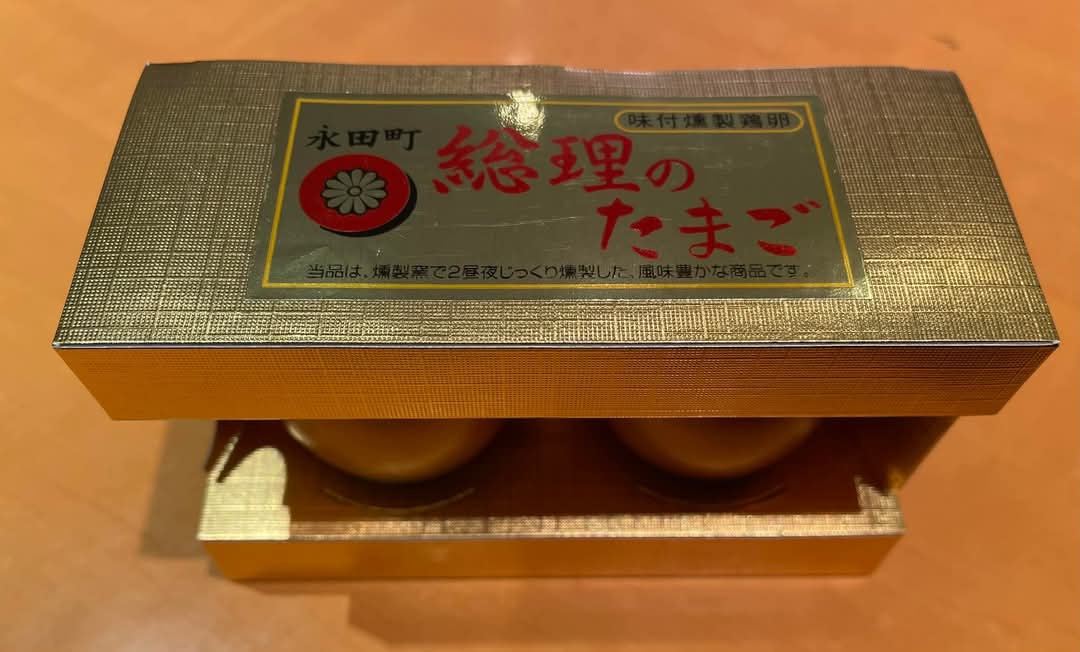 味付燻製鶏卵
永田町
総理の
たまご
当品は、燻製窯で2昼夜じっくり燻製した、風味豊かな商品です。